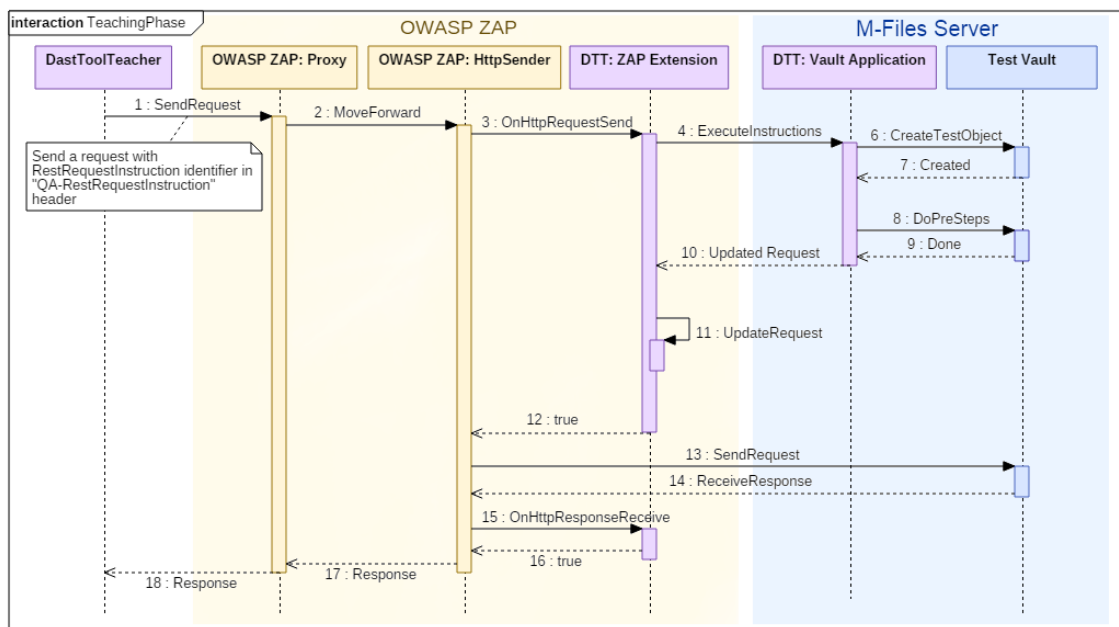 interaction TeachingPhase
OWASP ZAP
M-Files Server
DastToolTeacher
OWASP ZAP: Proxy
OWASP ZAP: HttpSender
DTT: ZAP Extension
DTT: Vault Application
Test Vault
1 : SendRequest
2 : MoveForward
3 : OnHttpRequestSend
4 : ExecuteInstructions
6 : CreateTestObject
Send a request with
RestRequestInstruction identifier in
"QA-RestRequestInstruction"
header
7 : Created
8 : DoPreSteps
9 : Done
10 : Updated Request
11 : UpdateRequest
12 : true
13 : SendRequest
14 : ReceiveResponse
15 : OnHttpResponseReceive
16 : true
17 : Response
18 : Response